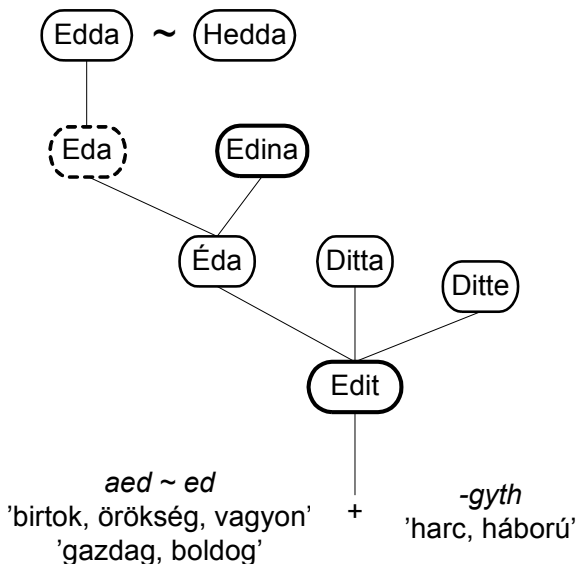 Edda ~ Hedda
Eda Edina
Éda Ditta
Ditte
Edit
aed ~ ed + -gyth
’birtok, örökség, vagyon’ ’harc, háború’
’gazdag, boldog’